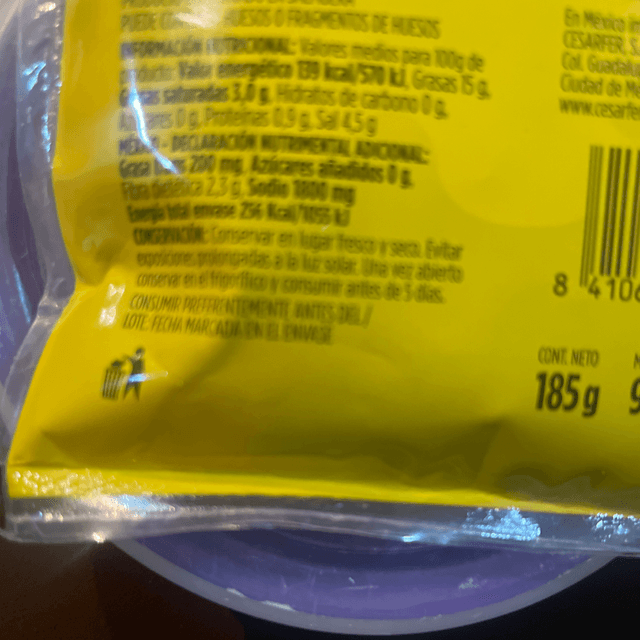 PUEDE CONTENER HUESOS O FRAGMENTOS DE HUESOS
INFORMACIÓN NUTRICIONAL: Valores medios para 100g de
producto: Valor energético 139 kcal/570 kJ, Grasas 15 g,
Grasas saturadas 3,0 g, Hidratos de carbono 0 g,
Azúcares 0 g, Proteínas 0,9 g, Sal 4,5 g
MÉXICO - DECLARACIÓN NUTRIMENTAL ADICIONAL:
Grasa trans 200 mg, Azúcares añadidos 0 g,
Fibra dietética 2,3 g, Sodio 1800 mg
Energía total envase 256 Kcal/1055 kJ
CONSERVACIÓN: Conservar en lugar fresco y seco. Evitar
exposiciones prolongadas a la luz solar. Una vez abierto
conservar en el frigorífico y consumir antes de 5 días.
CONSUMIR PREFERENTEMENTE ANTES DEL/
LOTE: FECHA MARCADA EN EL ENVASE
En México
CESARFER, S
Col. Guadal
Ciudad de Mé
www.cesarfe
8 4106
CONT. NETO
185 g